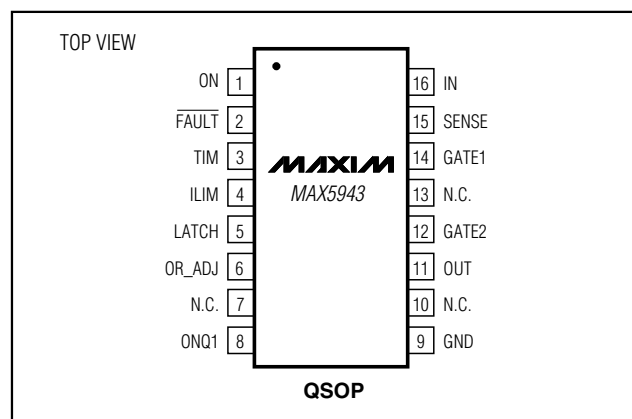 TOP VIEW
ON 1
FAULT 2
TIM 3
ILIM 4
LATCH 5
OR_ADJ 6
N.C. 7
ONQ1 8
MAXIM
MAX5943
16 IN
15 SENSE
14 GATE1
13 N.C.
12 GATE2
11 OUT
10 N.C.
9 GND
QSOP